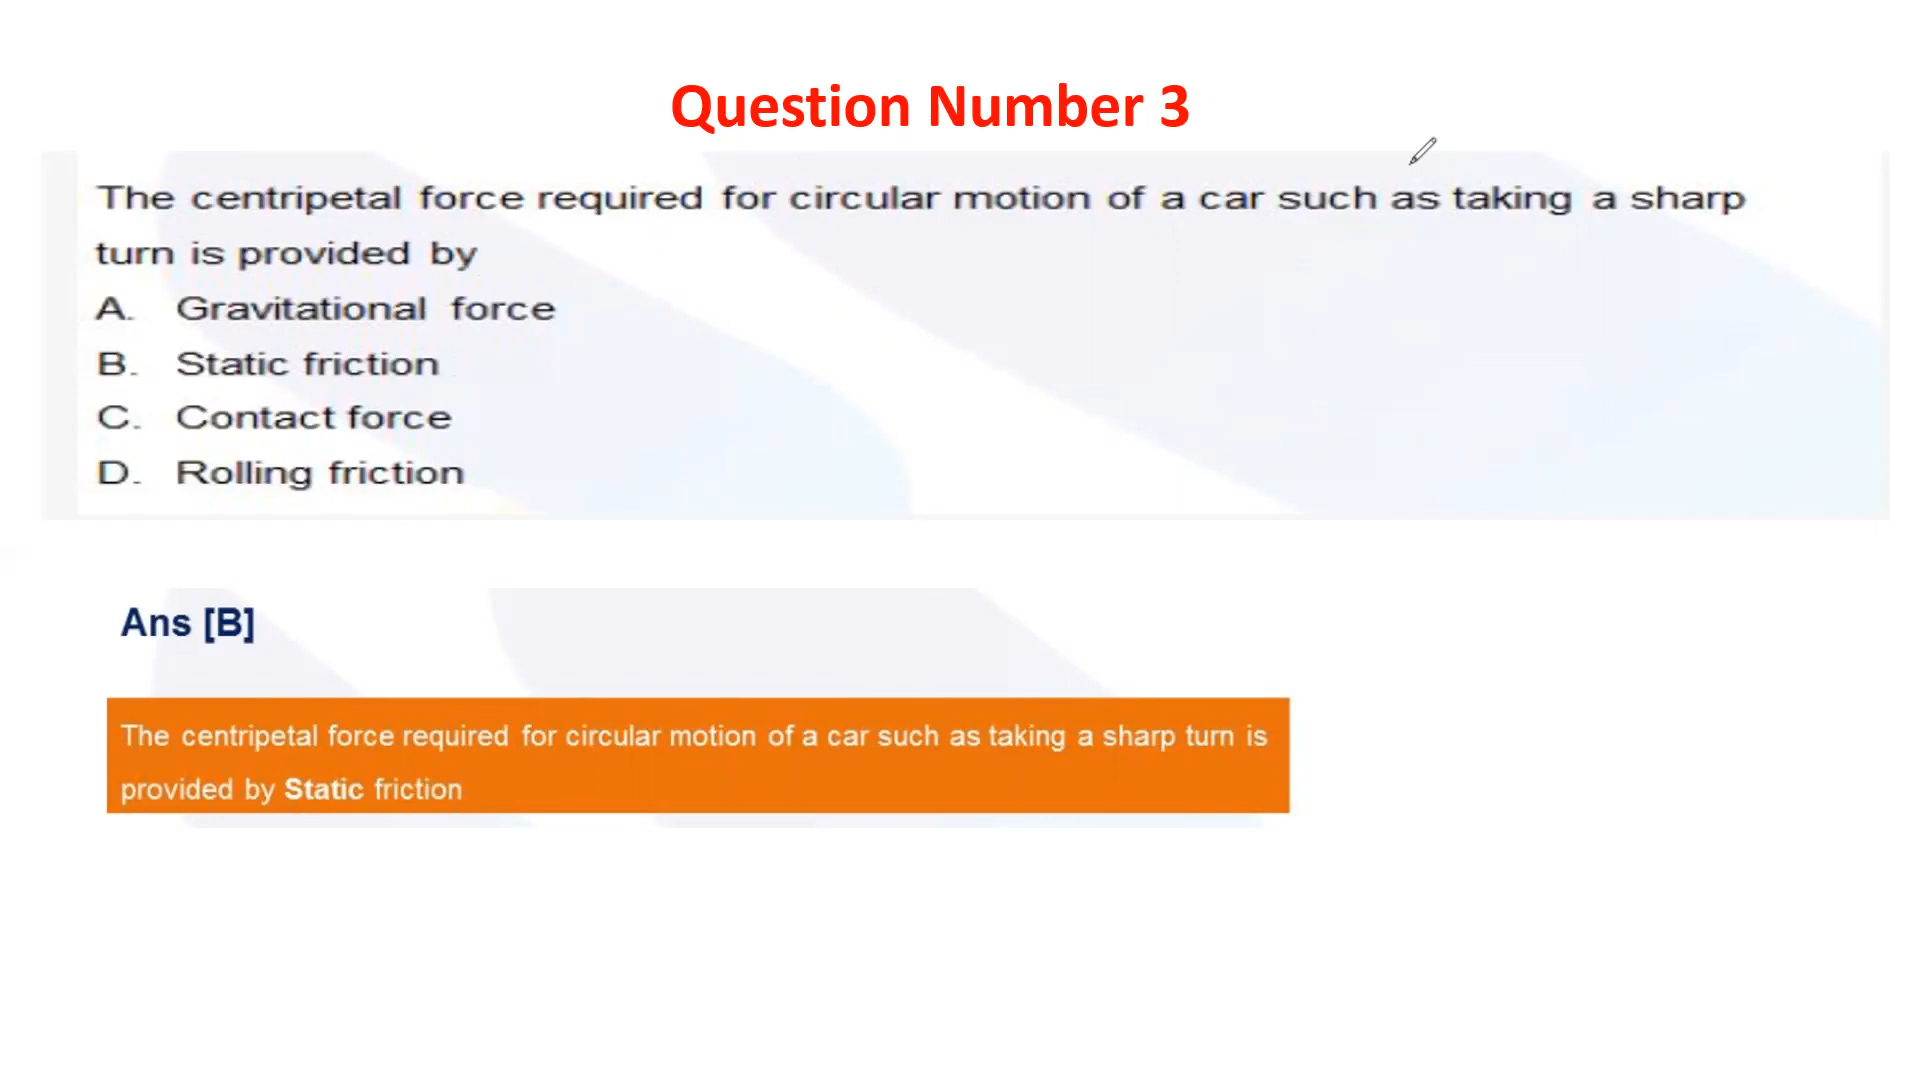 Question Number 3
The centripetal force required for circular motion of a car such as taking a sharp
turn is provided by
A. Gravitational force
B. Static friction
C. Contact force
D. Rolling friction
Ans [B]
The centripetal force required for circular motion of a car such as taking a sharp turn is
provided by Static friction